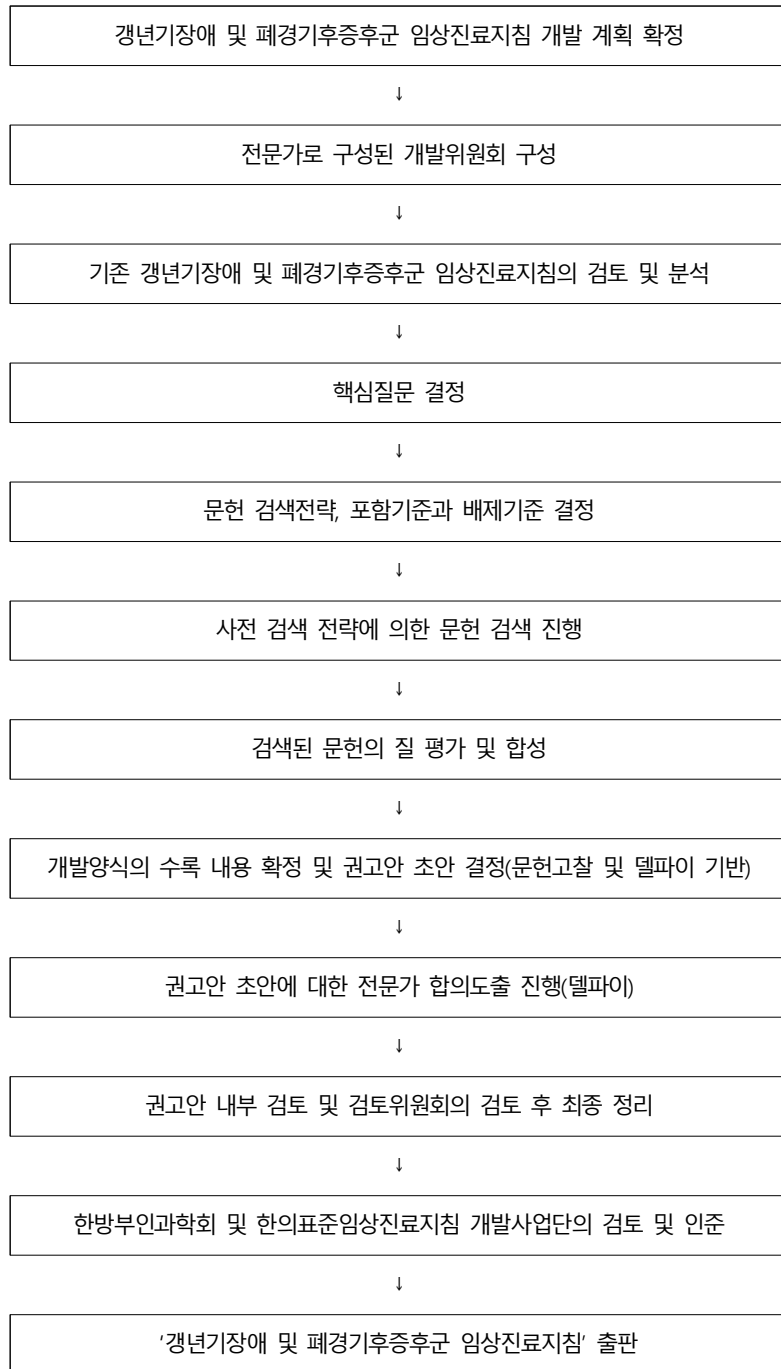 갱년기장애 및 폐경기후증후군 임상진료지침 개발 계획 확정
↓
전문가로 구성된 개발위원회 구성
↓
기존 갱년기장애 및 폐경기후증후군 임상진료지침의 검토 및 분석
↓
핵심질문 결정
↓
문헌 검색전략, 포함기준과 배제기준 결정
↓
사전 검색 전략에 의한 문헌 검색 진행
↓
검색된 문헌의 질 평가 및 합성
↓
개발양식의 수록 내용 확정 및 권고안 초안 결정(문헌고찰 및 델파이 기반)
↓
권고안 초안에 대한 전문가 합의도출 진행(델파이)
↓
권고안 내부 검토 및 검토위원회의 검토 후 최종 정리
↓
한방부인과학회 및 한의표준임상진료지침 개발사업단의 검토 및 인준
↓
'갱년기장애 및 폐경기후증후군 임상진료지침' 출판